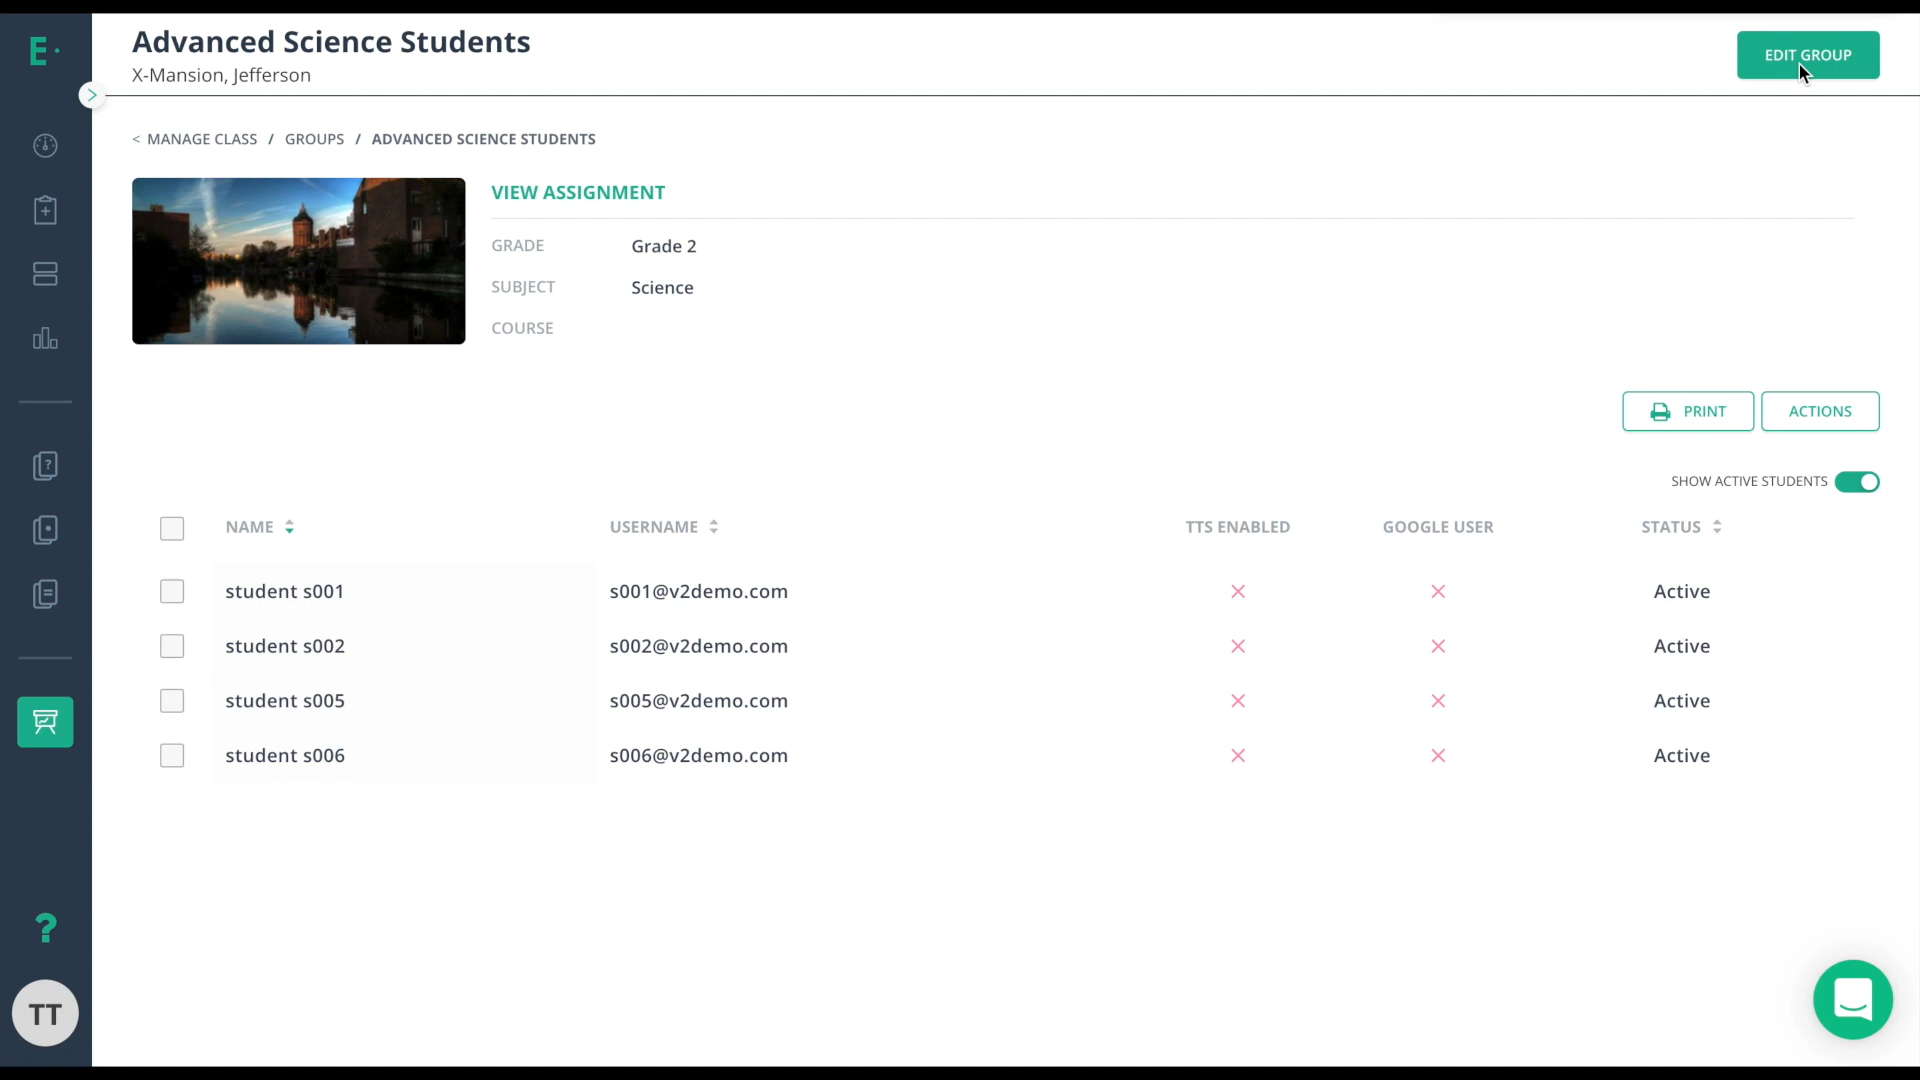 E.
Advanced Science Students
X-Mansion, Jefferson
EDIT GROUP
< MANAGE CLASS / GROUPS / ADVANCED SCIENCE STUDENTS
VIEW ASSIGNMENT
GRADE Grade 2
SUBJECT Science
COURSE
PRINT ACTIONS
SHOW ACTIVE STUDENTS
NAME USERNAME TTS ENABLED GOOGLE USER STATUS
student s001 s001@v2demo.com Active
student s002 s002@v2demo.com Active
student s005 s005@v2demo.com Active
student s006 s006@v2demo.com Active
?
TT